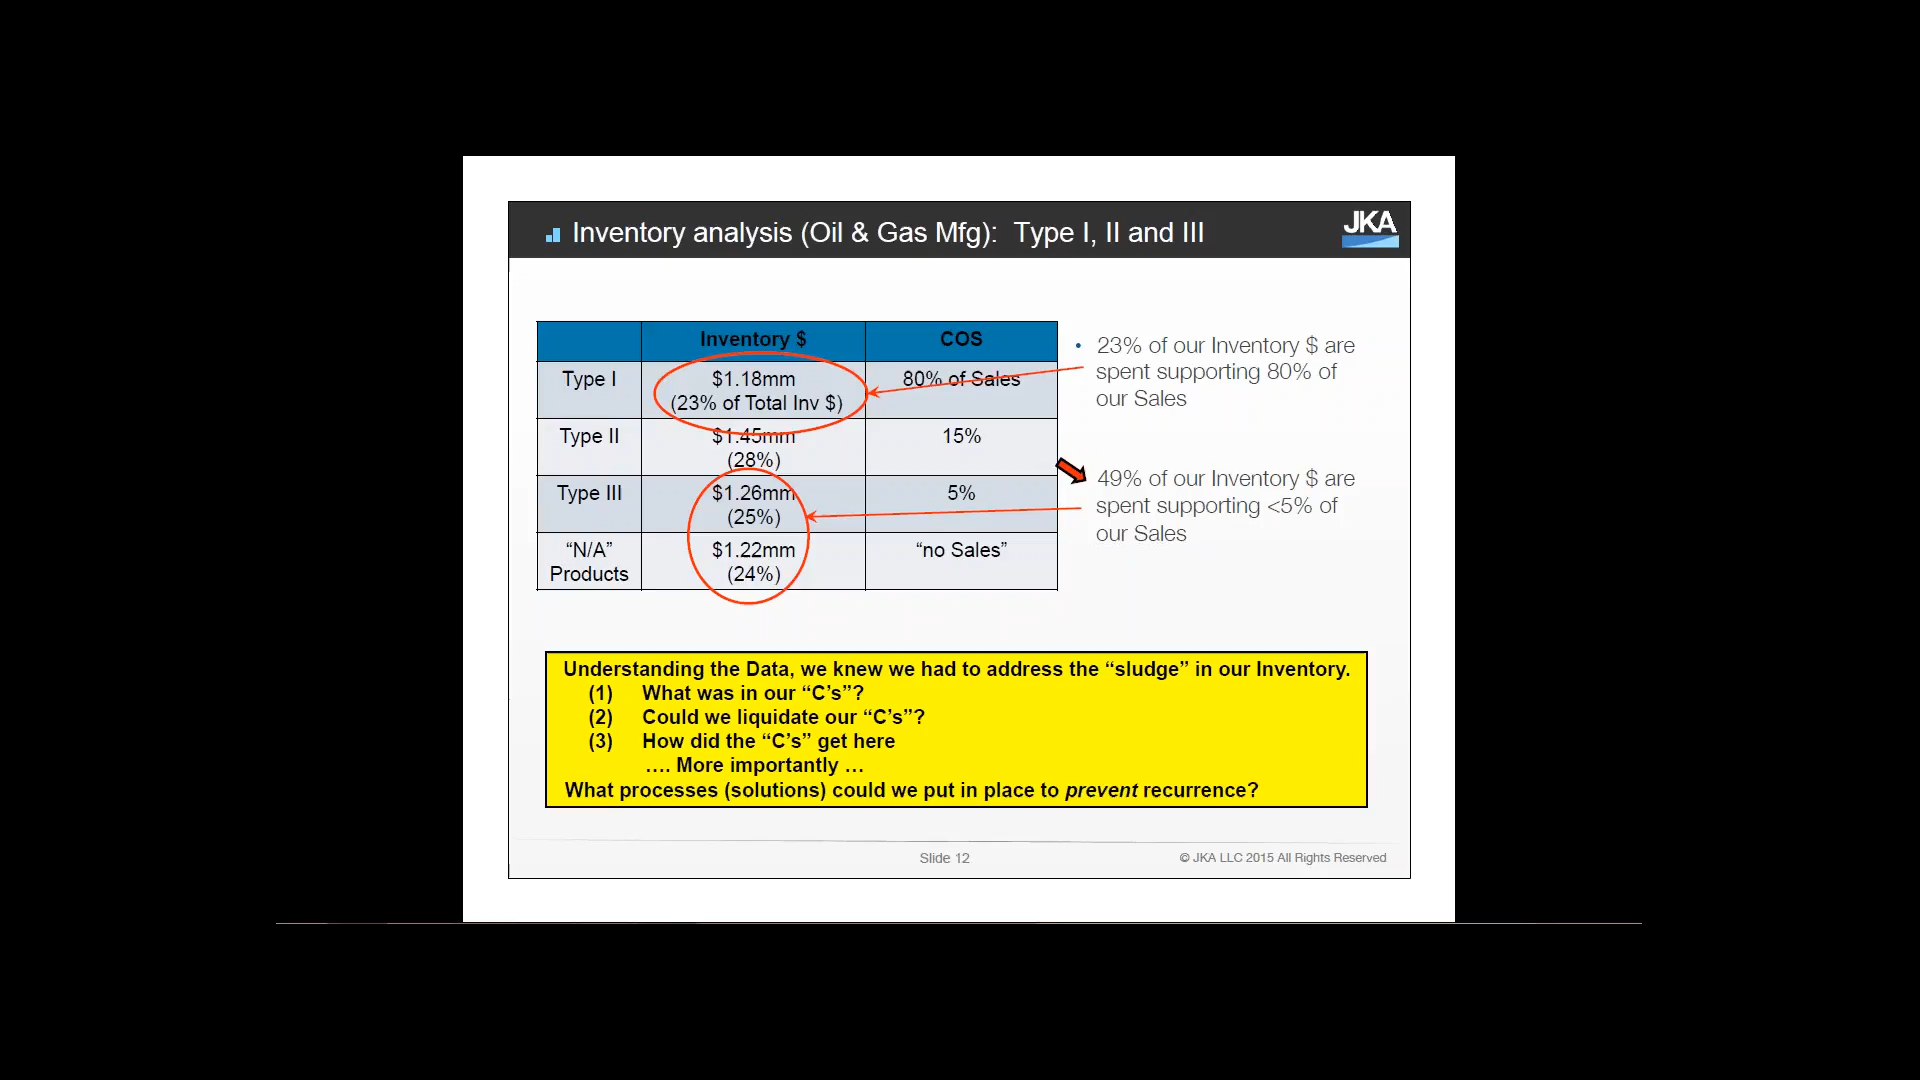 Inventory analysis (Oil & Gas Mfg):  Type I, II and III
JKA
Inventory $
COS
Type I
$1.18mm
(23% of Total Inv $)
80% of Sales
Type II
$1.45mm
(28%)
15%
Type III
$1.26mm
(25%)
5%
“N/A”
Products
$1.22mm
(24%)
“no Sales”
• 23% of our Inventory $ are
spent supporting 80% of
our Sales
49% of our Inventory $ are
spent supporting <5% of
our Sales
Understanding the Data, we knew we had to address the “sludge” in our Inventory.
(1) What was in our “C’s”?
(2) Could we liquidate our “C’s”?
(3) How did the “C’s” get here
…. More importantly …
What processes (solutions) could we put in place to prevent recurrence?
Slide 12
© JKA LLC 2015 All Rights Reserved